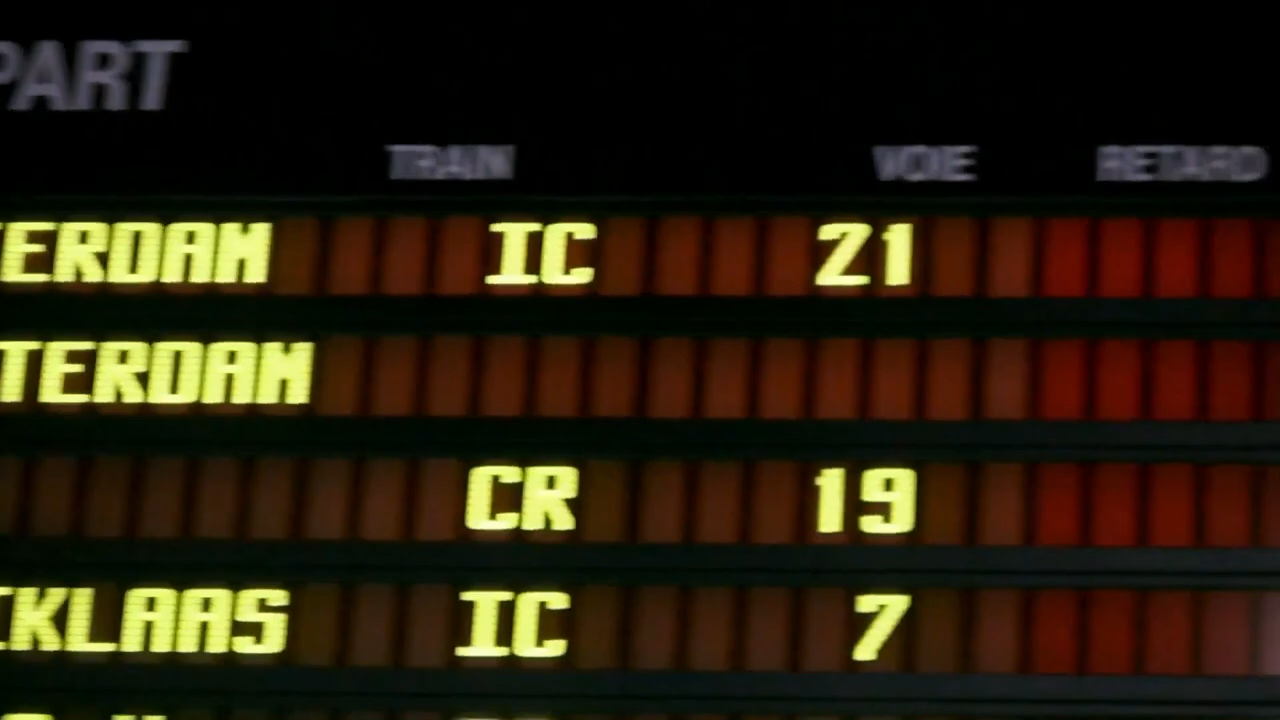 PART
TRAIN VOIE RETARD
ERDAM IC 21
TERDAM
CR 19
KLAAS IC 7